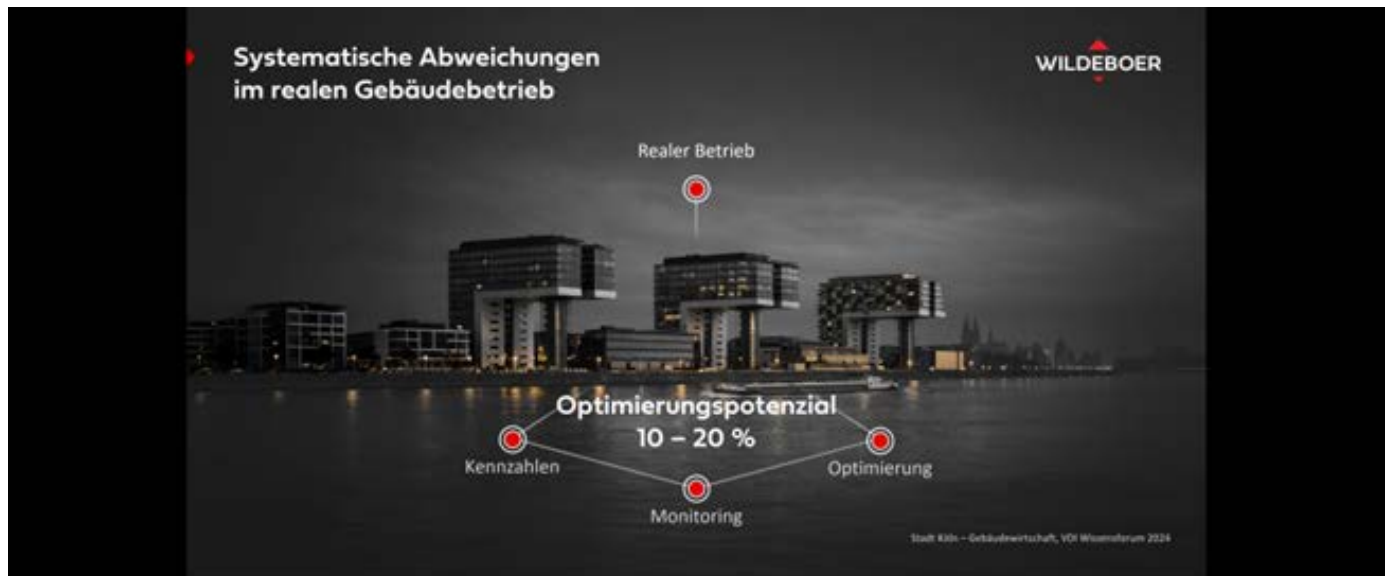 Systematische Abweichungen
im realen Gebäudebetrieb
WILDEBOER
Realer Betrieb
Optimierungspotenzial
10 – 20 %
Kennzahlen
Optimierung
Monitoring
Stadt Köln – Gebäudewirtschaft, VDI Wissensforum 2024